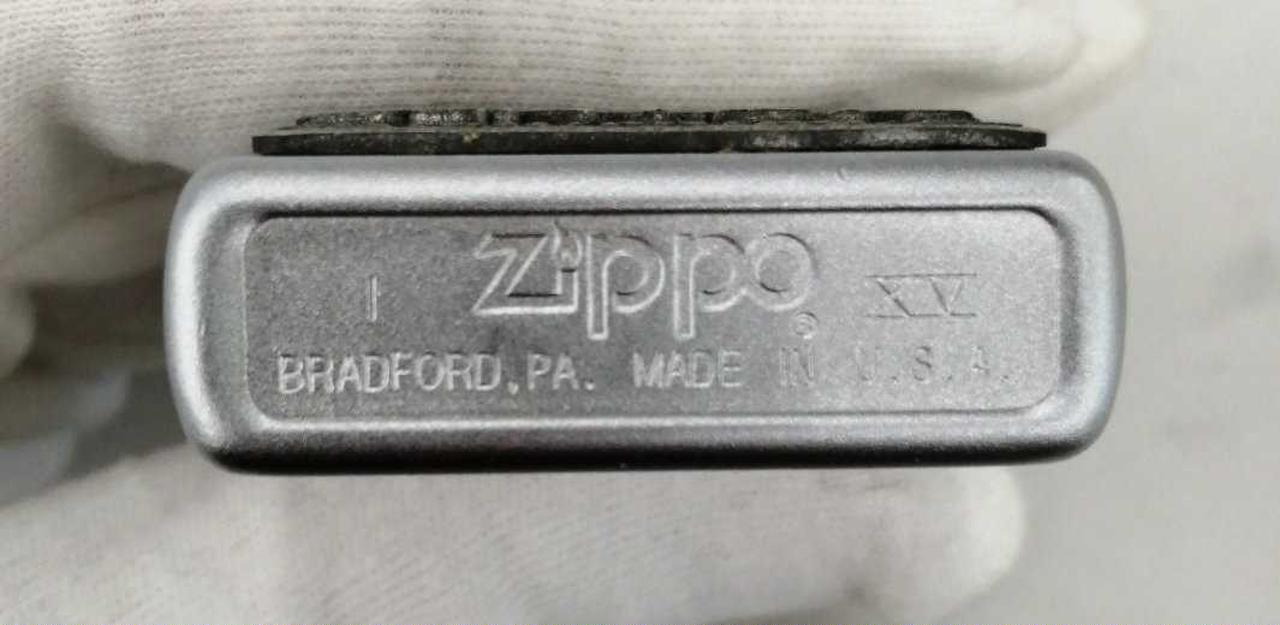 I Zippo® XV
BRADFORD, PA. MADE IN U.S.A.